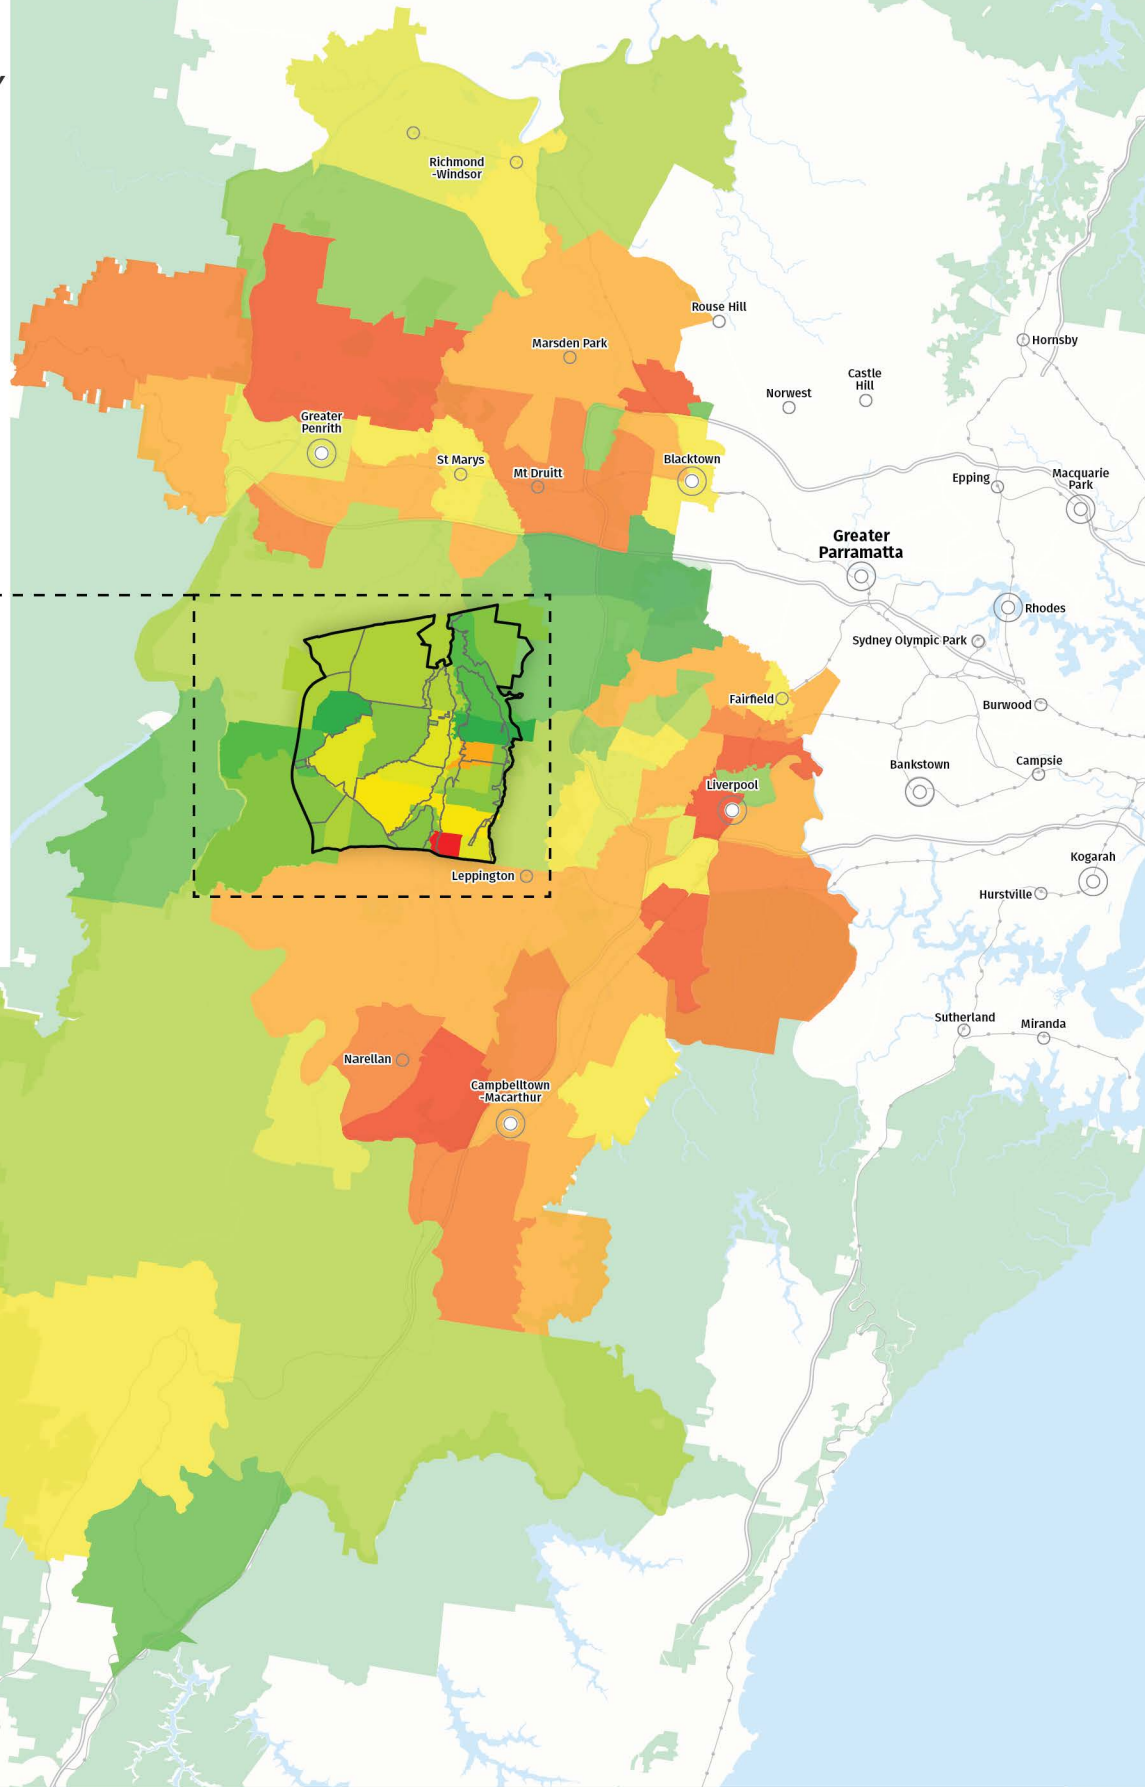 Richmond
-Windsor
Rouse Hill
Marsden Park
Hornsby
Castle
Hill
Norwest
Greater
Penrith
St Marys
Mt Druitt
Blacktown
Epping
Macquarie
Park
Greater
Parramatta
Rhodes
Sydney Olympic Park
Fairfield
Burwood
Bankstown
Campsie
Liverpool
Kogarah
Leppington
Hurstville
Sutherland
Miranda
Narellan
Campbelltown
-Macarthur